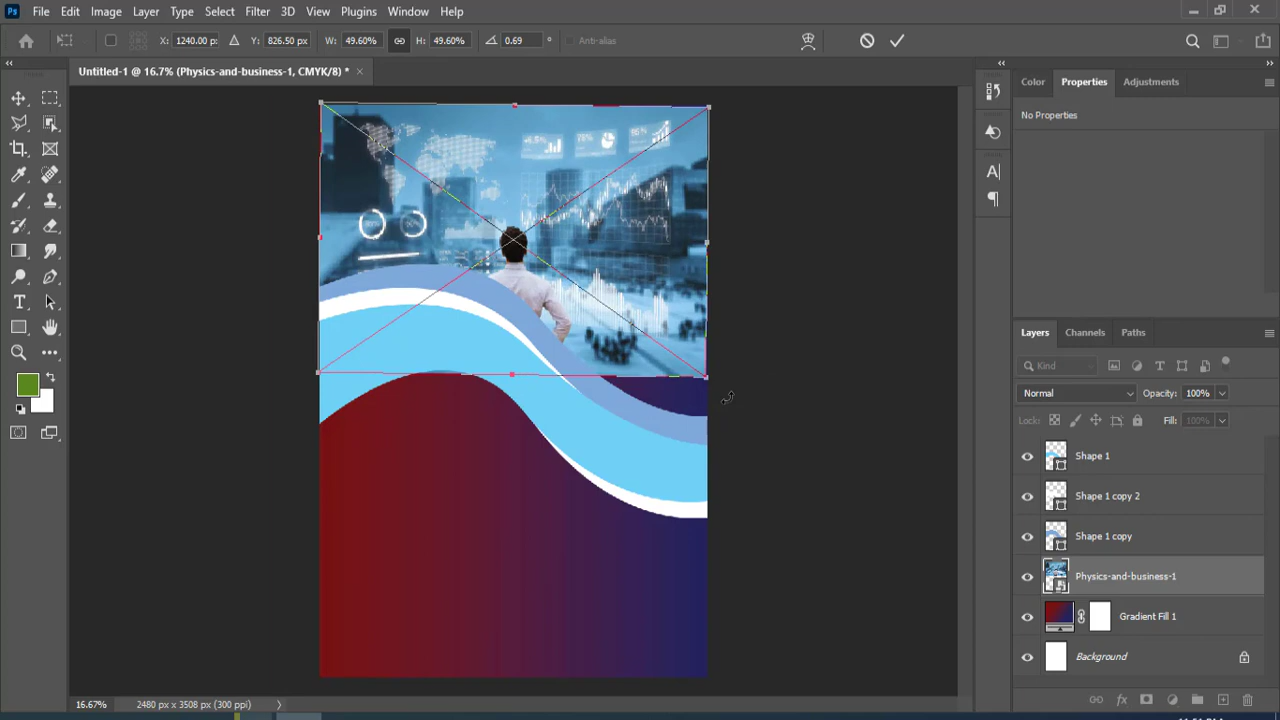 Ps File Edit Image Layer Type Select Filter 3D View Plugins Window Help
X: 1240.00 p: Y: 826.50 px W: 49.60% H: 49.60% 0.69 ° Anti-alias
Untitled-1 @ 16.7% (Physics-and-business-1, CMYK/8) * ×
Color Properties Adjustments
No Properties
Layers Channels Paths
Kind
Normal Opacity: 100%
Lock: Fill: 100%
Shape 1
Shape 1 copy 2
Shape 1 copy
Physics-and-business-1
Gradient Fill 1
Background
16.67% 2480 px x 3508 px (300 ppi)